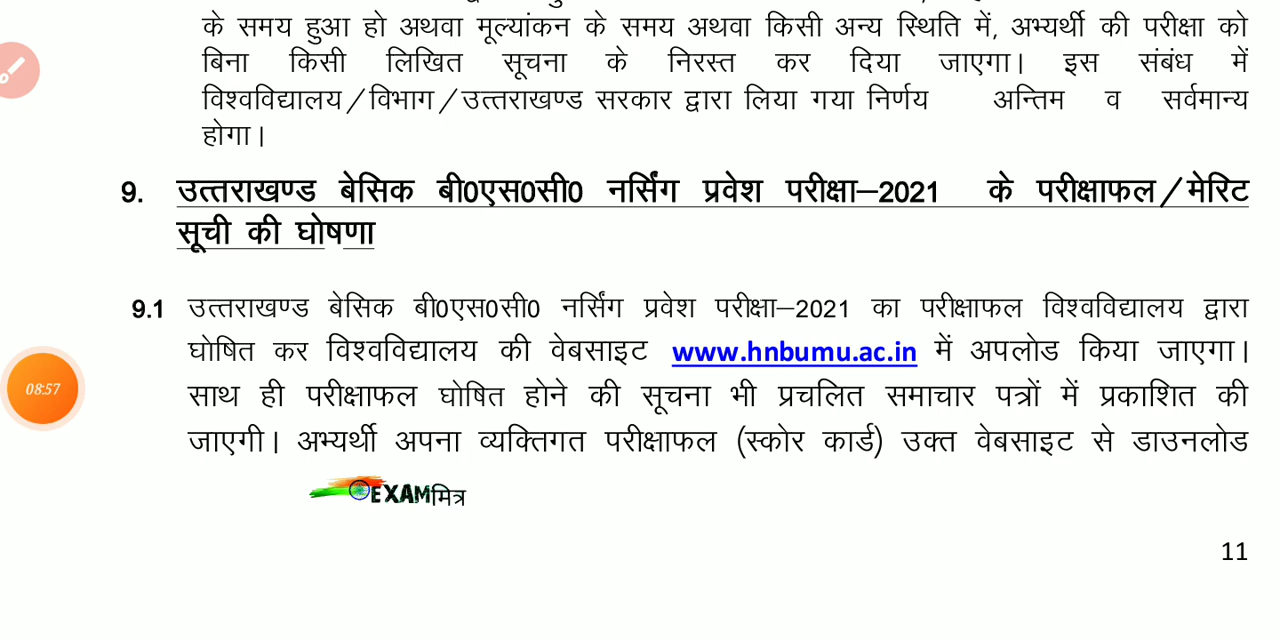 के समय हुआ हो अथवा मूल्यांकन के समय अथवा किसी अन्य स्थिति में, अभ्यर्थी की परीक्षा को
बिना किसी लिखित सूचना के निरस्त कर दिया जाएगा। इस संबंध में
विश्वविद्यालय/विभाग/उत्तराखण्ड सरकार द्वारा लिया गया निर्णय अन्तिम व सर्वमान्य
होगा।
9. उत्तराखण्ड बेसिक बी0एस0सी0 नर्सिंग प्रवेश परीक्षा–2021 के परीक्षाफल/मेरिट
सूची की घोषणा
9.1 उत्तराखण्ड बेसिक बी0एस0सी0 नर्सिंग प्रवेश परीक्षा–2021 का परीक्षाफल विश्वविद्यालय द्वारा
घोषित कर विश्वविद्यालय की वेबसाइट www.hnbumu.ac.in में अपलोड किया जाएगा।
08:57
साथ ही परीक्षाफल घोषित होने की सूचना भी प्रचलित समाचार पत्रों में प्रकाशित की
जाएगी। अभ्यर्थी अपना व्यक्तिगत परीक्षाफल (स्कोर कार्ड) उक्त वेबसाइट से डाउनलोड
EXAMमित्र
11